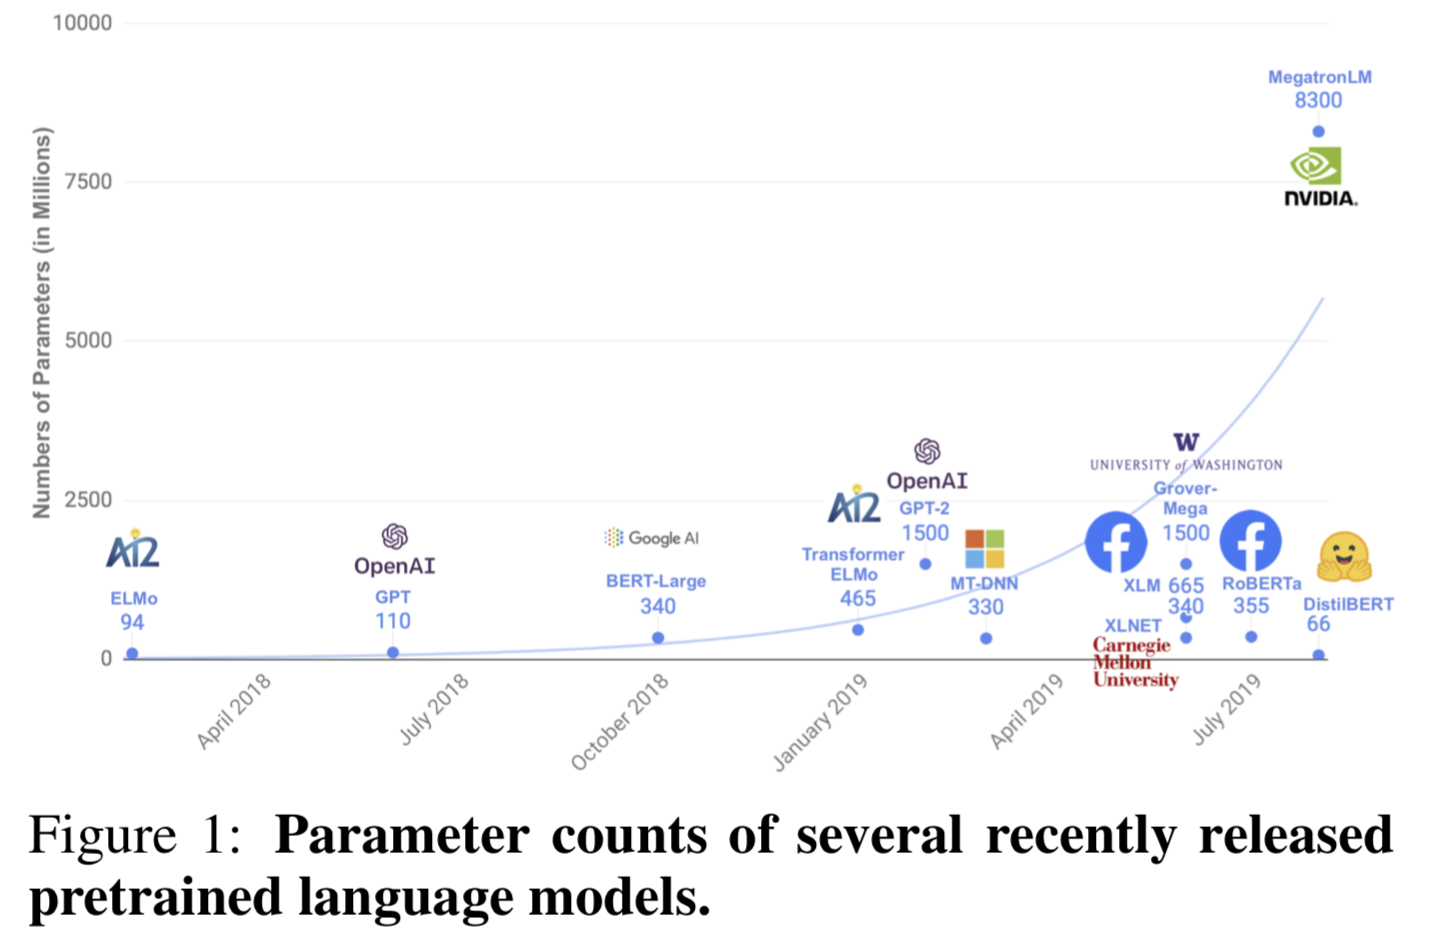 10000
7500
5000
2500
0
Numbers of Parameters (in Millions)
AI2
ELMo
94
OpenAI
GPT
110
Google AI
BERT-Large
340
AI2
Transformer
ELMo
465
OpenAI
GPT-2
1500
MT-DNN
330
W
UNIVERSITY of WASHINGTON
Grover-
Mega
1500
f
XLM 665
340
XLNET
Carnegie
Mellon
University
f
RoBERTa
355
DistilBERT
66
MegatronLM
8300
NVIDIA.
April 2018
July 2018
October 2018
January 2019
April 2019
July 2019
Figure 1: Parameter counts of several recently released
pretrained language models.